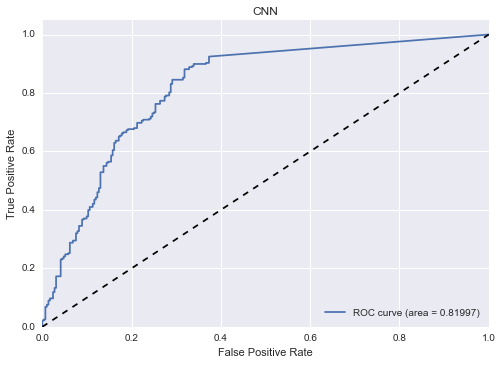 CNN
1.0
0.8
0.6
0.4
0.2
0.0
True Positive Rate
ROC curve (area = 0.81997)
0.0 0.2 0.4 0.6 0.8 1.0
False Positive Rate